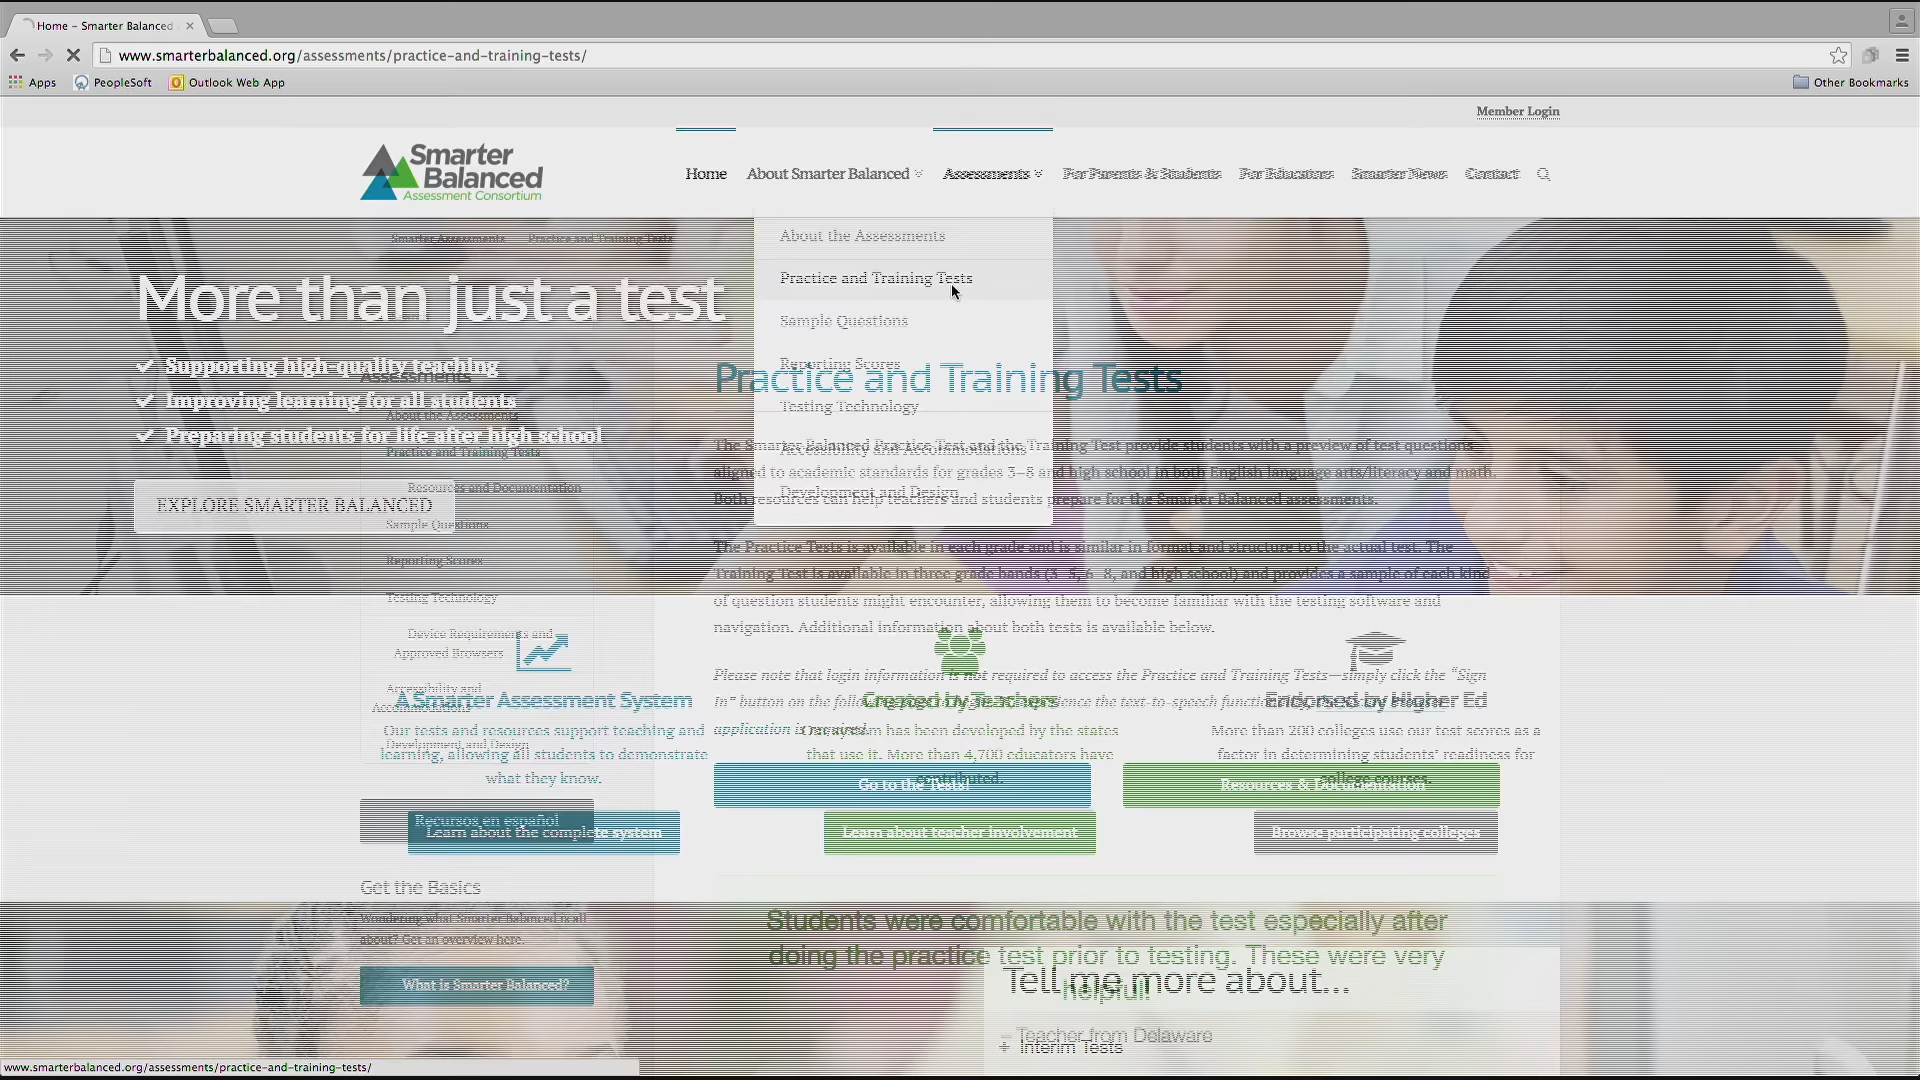 Home – Smarter Balanced
www.smarterbalanced.org/assessments/practice-and-training-tests/
Apps
PeopleSoft
Outlook Web App
Other Bookmarks
Member Login
Smarter
Balanced
Assessment Consortium
Home
About Smarter Balanced
Assessments
For Parents & Students
For Educators
Smarter News
Contact
Smarter Assessments
Practice and Training Tests
About the Assessments
Practice and Training Tests
Sample Questions
Reporting Scores
Testing Technology
Accessibility and Accommodations
Development and Design
More than just a test
✓ Supporting high-quality teaching
✓ Improving learning for all students
✓ Preparing students for life after high school
EXPLORE SMARTER BALANCED
Assessments
About the Assessments
Practice and Training Tests
Resources and Documentation
Sample Questions
Reporting Scores
Testing Technology
Device Requirements and
Approved Browsers
Accessibility and
Accommodations
Development and Design
Recursos en español
Get the Basics
Wondering what Smarter Balanced is all
about? Get an overview here.
What is Smarter Balanced?
Practice and Training Tests
The Smarter Balanced Practice Test and the Training Test provide students with a preview of test questions
aligned to academic standards for grades 3–8 and high school in both English language arts/literacy and math.
Both resources can help teachers and students prepare for the Smarter Balanced assessments.
The Practice Tests is available in each grade and is similar in format and structure to the actual test. The
Training Test is available in three grade bands (3–5, 6–8, and high school) and provides a sample of each kind
of question students might encounter, allowing them to become familiar with the testing software and
navigation. Additional information about both tests is available below.
Please note that login information is not required to access the Practice and Training Tests—simply click the “Sign
In” button on the
the text-to-speech
application is
Go to the Tests!
Resources & Documentation
A Smarter Assessment System
Our tests and resources support teaching and
learning, allowing all students to demonstrate
what they know.
Learn about the complete system
Created by Teachers
has been developed by the states
that use it. More than 4,700 educators have
contributed.
Learn about teacher involvement
Endorsed by Higher Ed
More than 200 colleges use our test scores as a
factor in determining students’ readiness for
college courses.
Browse participating colleges
Students were comfortable with the test especially after
doing the practice test prior to testing. These were very
helpful!
– Teacher from Delaware
Tell me more about...
+ Interim Tests
www.smarterbalanced.org/assessments/practice-and-training-tests/